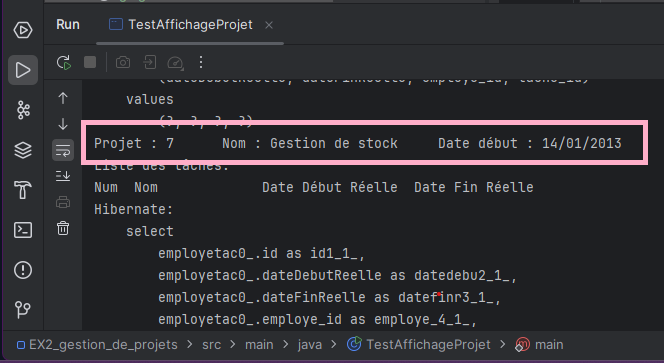 Run TestAffichageProjet ×
(dateDebutReelle, dateFinReelle, employe_id, tache_id)
values
(?, ?, ?, ?)
Projet : 7 Nom : Gestion de stock Date début : 14/01/2013
Liste des tâches:
Num Nom Date Début Réelle Date Fin Réelle
Hibernate:
select
employetac0_.id as id1_1_,
employetac0_.dateDebutReelle as datedebu2_1_,
employetac0_.dateFinReelle as datefinr3_1_,
employetac0_.employe_id as employe_4_1_,
EX2_gestion_de_projets > src > main > java > TestAffichageProjet > main